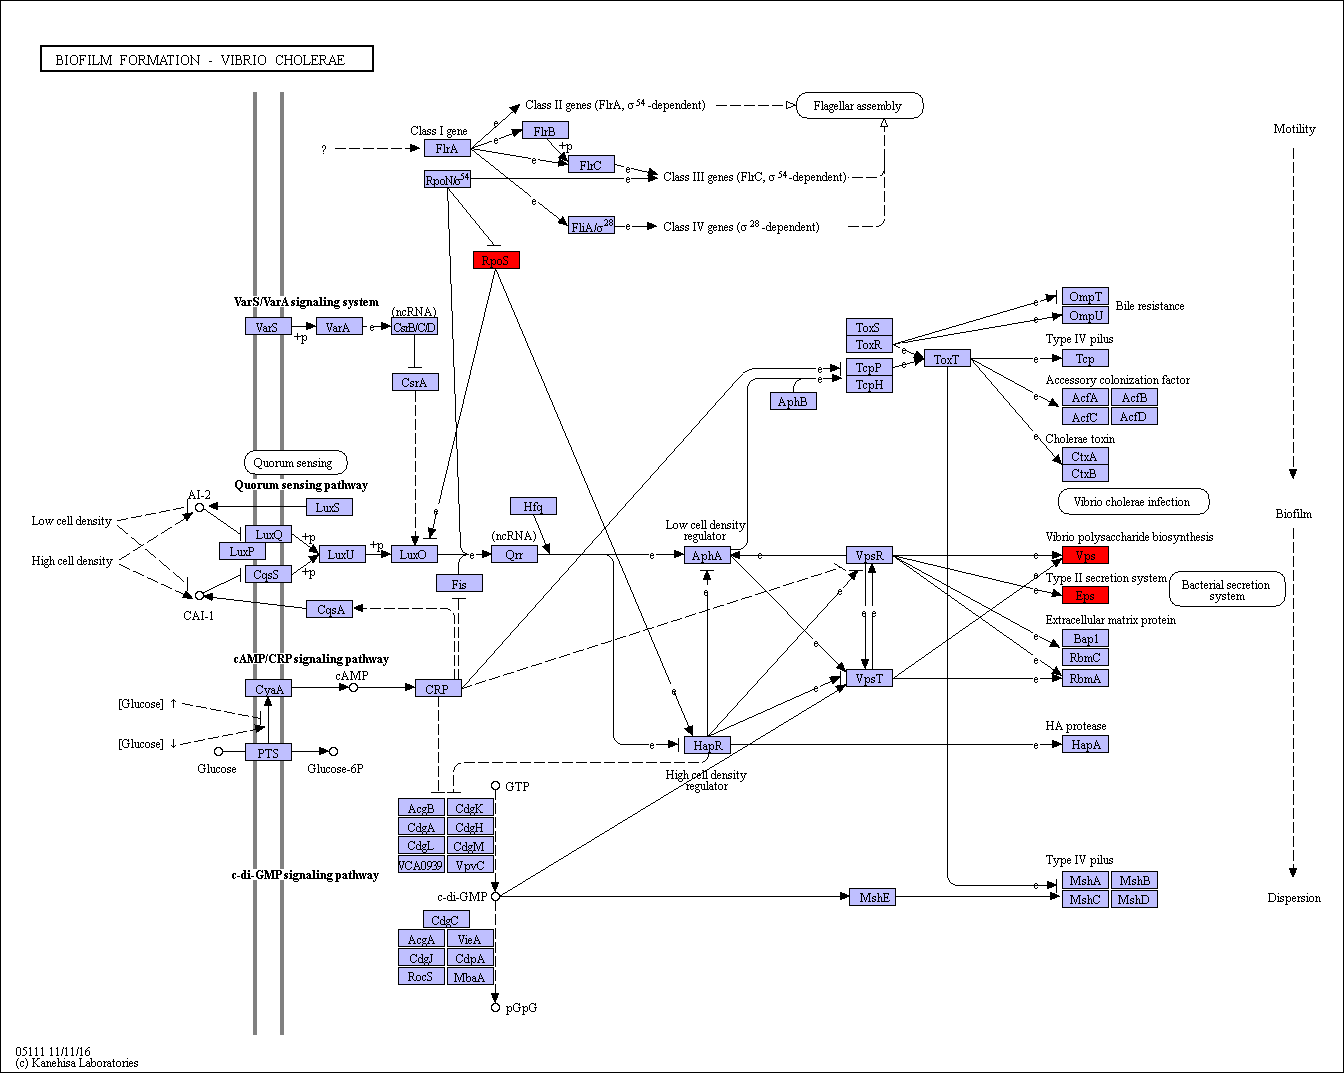 BIOFILM FORMATION - VIBRIO CHOLERAE
Class II genes (FlrA, σ 54 -dependent)
Flagellar assembly
Motility
Class I gene
FlrB
e
e
+p
?
FlrA
e
FlrC
e
RpoN/σ54
e
Class III genes (FlrC, σ 54 -dependent)
e
FliA/σ28
e
Class IV genes (σ 28 -dependent)
RpoS
VarS/VarA signaling system
(ncRNA)
VarS
+p
VarA
e
CsrB/C/D
CsrA
ToxS
ToxR
e
e
e
OmpT
OmpU
Bile resistance
Type IV pilus
ToxT
e
Tcp
TcpP
TcpH
e
e
e
AphB
Accessory colonization factor
e
AcfA
AcfB
AcfC
AcfD
Cholerae toxin
e
CtxA
CtxB
Vibrio cholerae infection
Biofilm
Quorum sensing
Quorum sensing pathway
AI-2
LuxS
Low cell density
High cell density
LuxQ
LuxP
+p
LuxU
+p
LuxO
e
e
CqsS
+p
CAI-1
CqsA
Hfq
(ncRNA)
Qrr
Fis
e
Low cell density
regulator
AphA
e
VpsR
e
Vibrio polysaccharide biosynthesis
Vps
Type II secretion system
e
Eps
Bacterial secretion
system
Extracellular matrix protein
e
Bap1
RbmC
e
RbmA
e
e
e
e
e
e
VpsT
e
cAMP/CRP signaling pathway
cAMP
CyaA
CRP
[Glucose] ↑
[Glucose] ↓
PTS
Glucose
Glucose-6P
e
e
HapR
High cell density
regulator
HA protease
e
HapA
GTP
AcgB
CdgK
CdgA
CdgH
CdgL
CdgM
VCA0939
VpvC
c-di-GMP signaling pathway
c-di-GMP
MshE
Type IV pilus
e
MshA
MshB
MshC
MshD
Dispersion
CdgC
AcgA
VieA
CdgJ
CdpA
RocS
MbaA
pGpG
05111 11/11/16
(c) Kanehisa Laboratories